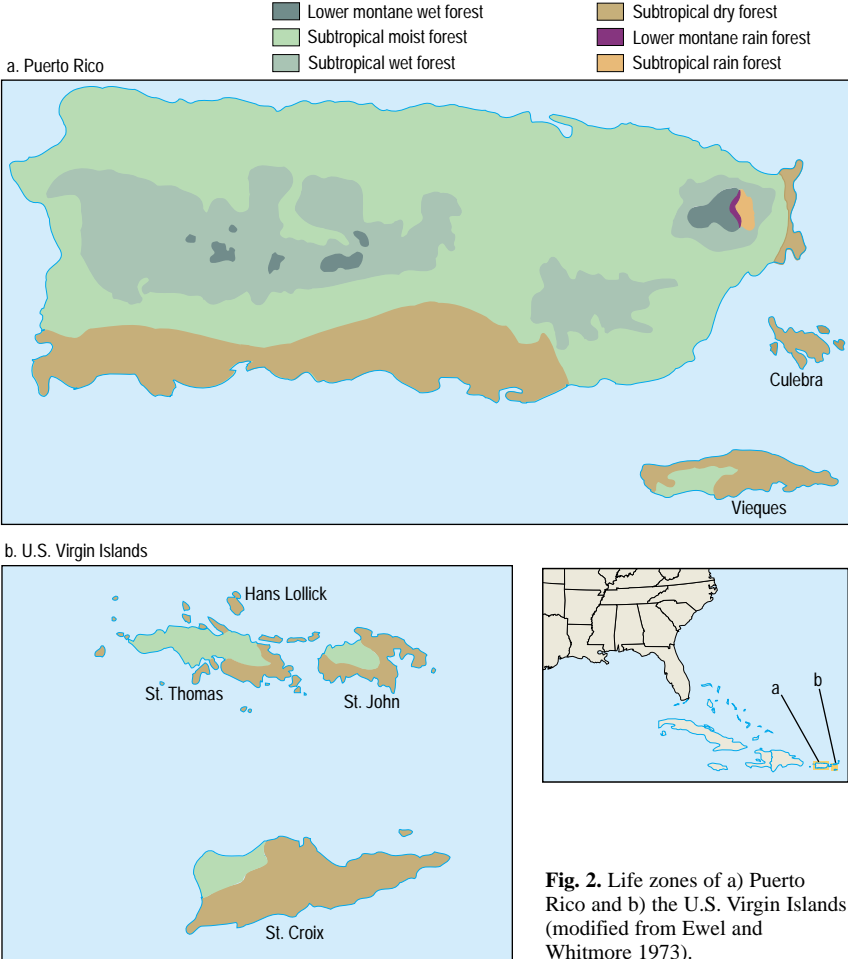 Lower montane wet forest
Subtropical moist forest
Subtropical wet forest
Subtropical dry forest
Lower montane rain forest
Subtropical rain forest
a. Puerto Rico
Culebra
Vieques
b. U.S. Virgin Islands
Hans Lollick
St. Thomas
St. John
St. Croix
a
b
Fig. 2. Life zones of a) Puerto
Rico and b) the U.S. Virgin Islands
(modified from Ewel and
Whitmore 1973).